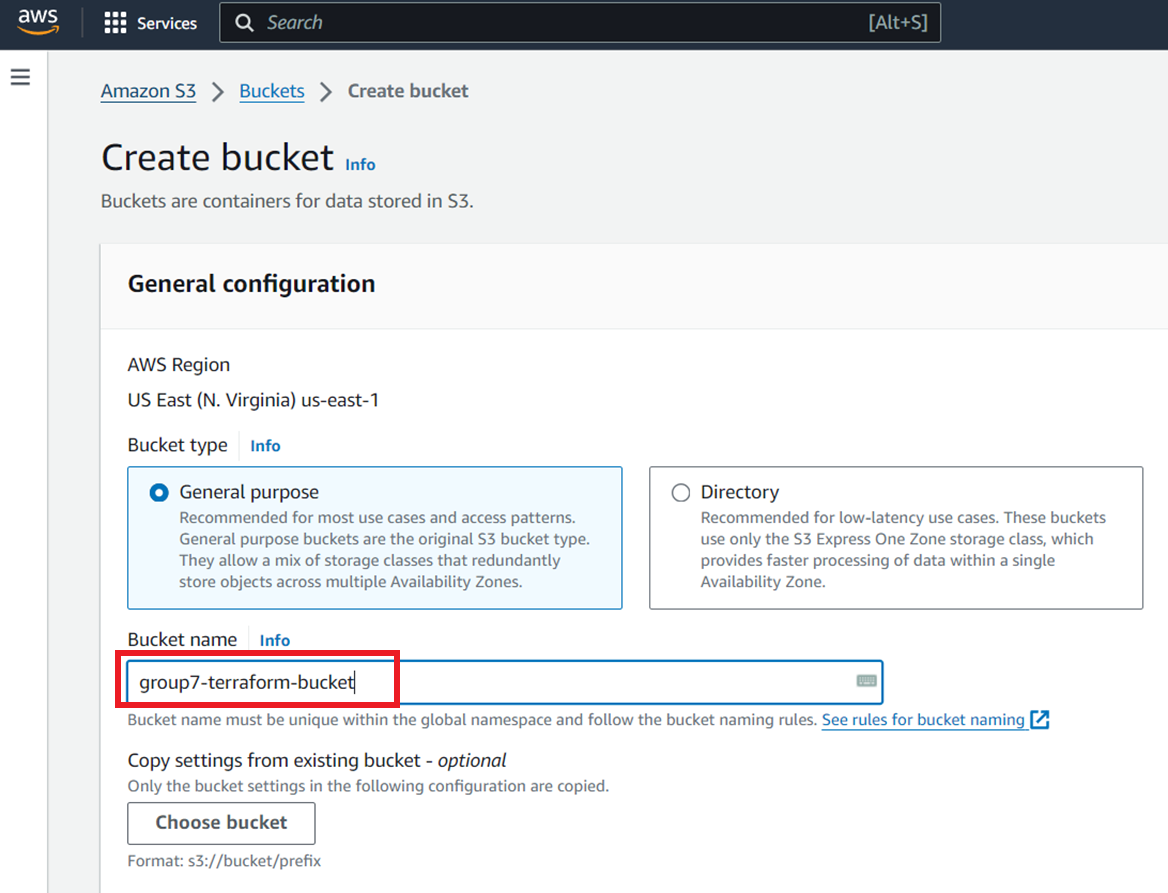 aws Services Search [Alt+S]
Amazon S3 Buckets Create bucket
Create bucket Info
Buckets are containers for data stored in S3.
General configuration
AWS Region
US East (N. Virginia) us-east-1
Bucket type Info
General purpose
Recommended for most use cases and access patterns.
General purpose buckets are the original S3 bucket type.
They allow a mix of storage classes that redundantly
store objects across multiple Availability Zones.
Directory
Recommended for low-latency use cases. These buckets
use only the S3 Express One Zone storage class, which
provides faster processing of data within a single
Availability Zone.
Bucket name Info
group7-terraform-bucket
Bucket name must be unique within the global namespace and follow the bucket naming rules. See rules for bucket naming
Copy settings from existing bucket - optional
Only the bucket settings in the following configuration are copied.
Choose bucket
Format: s3://bucket/prefix